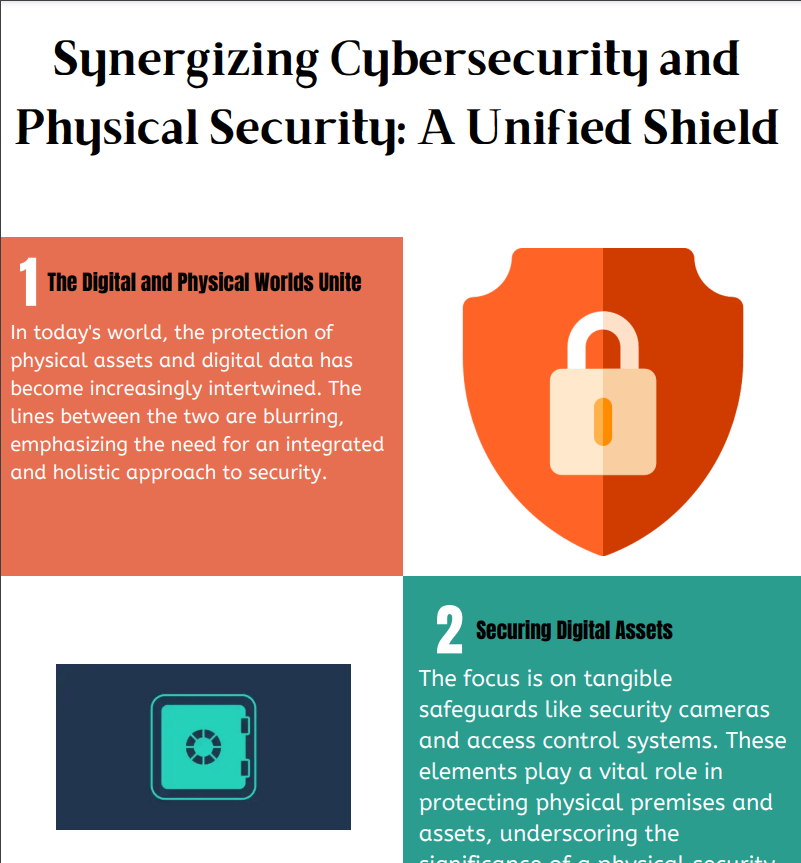 Synergizing Cybersecurity and
Physical Security: A Unified Shield
1 The Digital and Physical Worlds Unite
In today's world, the protection of
physical assets and digital data has
become increasingly intertwined. The
lines between the two are blurring,
emphasizing the need for an integrated
and holistic approach to security.
2 Securing Digital Assets
The focus is on tangible
safeguards like security cameras
and access control systems. These
elements play a vital role in
protecting physical premises and
assets, underscoring the
significance of a physical security